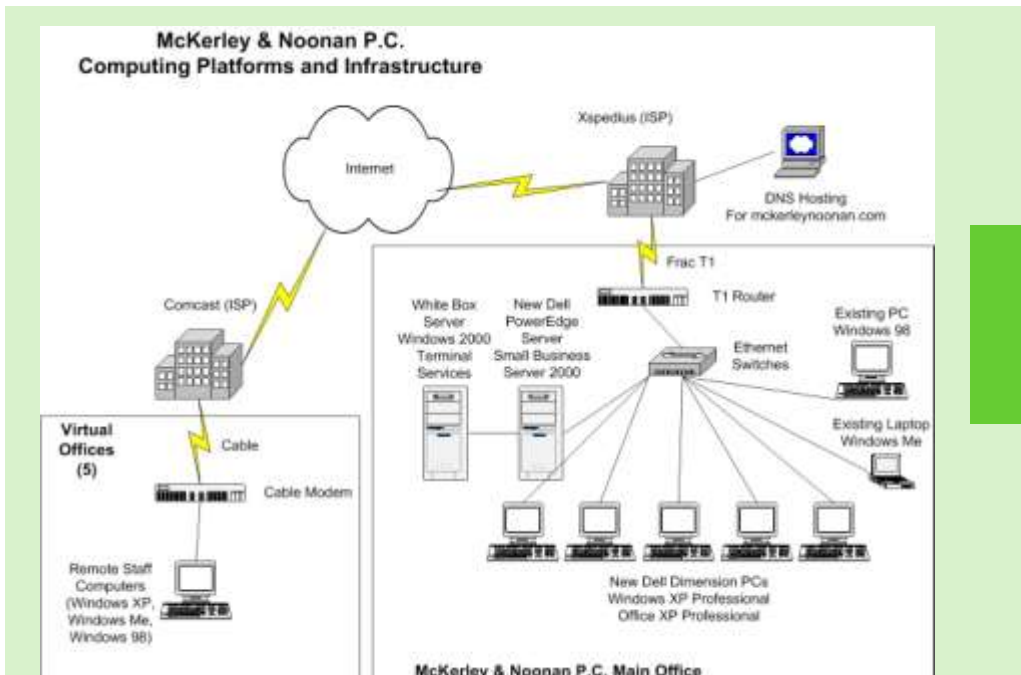 McKerley & Noonan P.C.
Computing Platforms and Infrastructure
Xspedius (ISP)
Internet
DNS Hosting
For mckerleynoonan.com
Frac T1
T1 Router
Comcast (ISP)
White Box
Server
Windows 2000
Terminal
Services
New Dell
PowerEdge
Server
Small Business
Server 2000
Ethernet
Switches
Existing PC
Windows 98
Existing Laptop
Windows Me
Virtual
Offices
(5)
Cable
Cable Modem
Remote Staff
Computers
(Windows XP,
Windows Me,
Windows 98)
New Dell Dimension PCs
Windows XP Professional
Office XP Professional
McKerley & Noonan P.C. Main Office